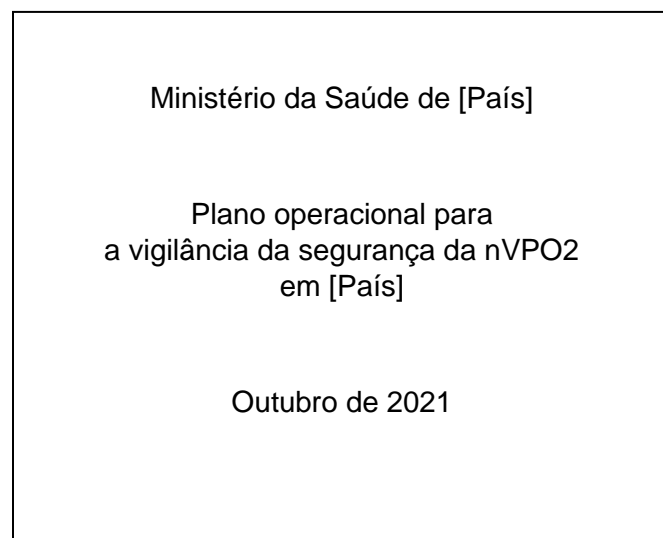 Ministério da Saúde de [País]
Plano operacional para
a vigilância da segurança da nVPO2
em [País]
Outubro de 2021